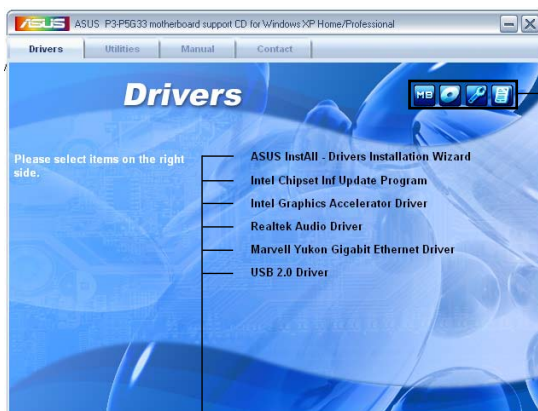 ASUS ASUS P3-P5G33 motherboard support CD for Windows XP Home/Professional
Drivers Utilities Manual Contact
Drivers
MB
Please select items on the right
side.
ASUS InstAll - Drivers Installation Wizard
Intel Chipset Inf Update Program
Intel Graphics Accelerator Driver
Realtek Audio Driver
Marvell Yukon Gigabit Ethernet Driver
USB 2.0 Driver